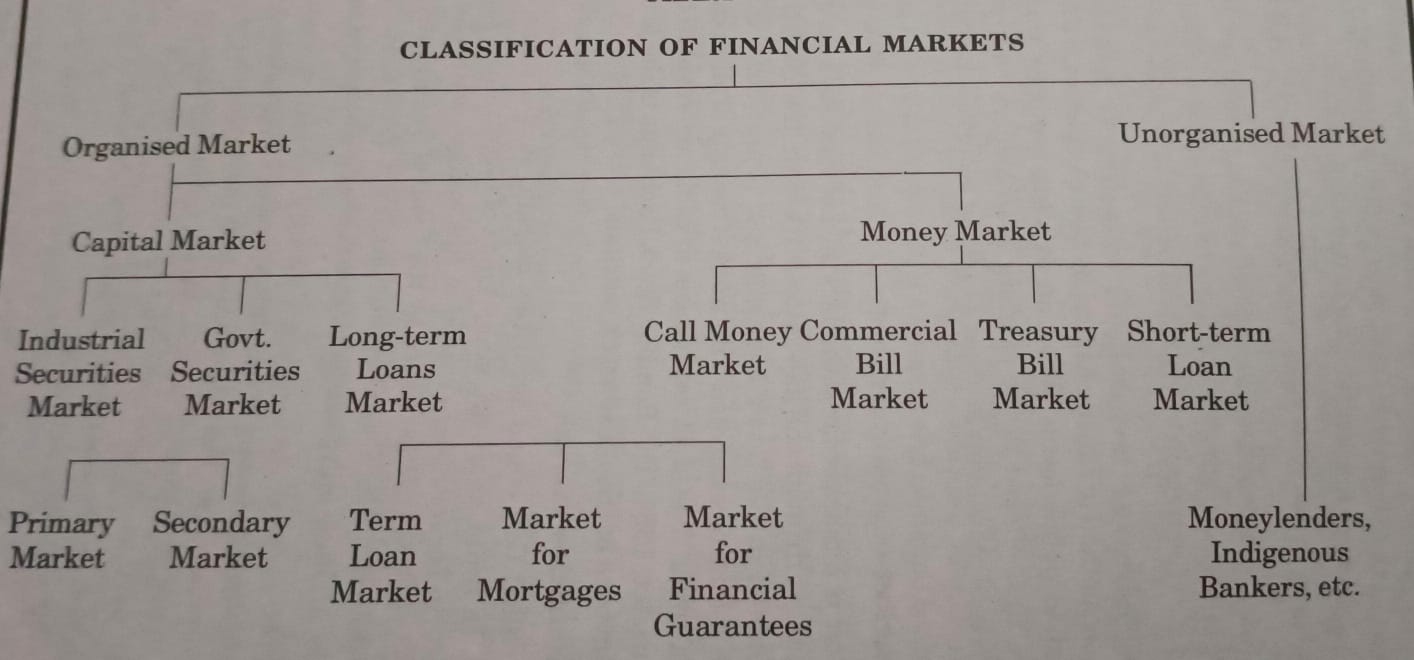 CLASSIFICATION OF FINANCIAL MARKETS
Organised Market
Unorganised Market
Capital Market
Money Market
Industrial
Securities
Market
Govt.
Securities
Market
Long-term
Loans
Market
Call Money
Market
Commercial
Bill
Market
Treasury
Bill
Market
Short-term
Loan
Market
Primary
Market
Secondary
Market
Term
Loan
Market
Market
for
Mortgages
Market
for
Financial
Guarantees
Moneylenders,
Indigenous
Bankers, etc.